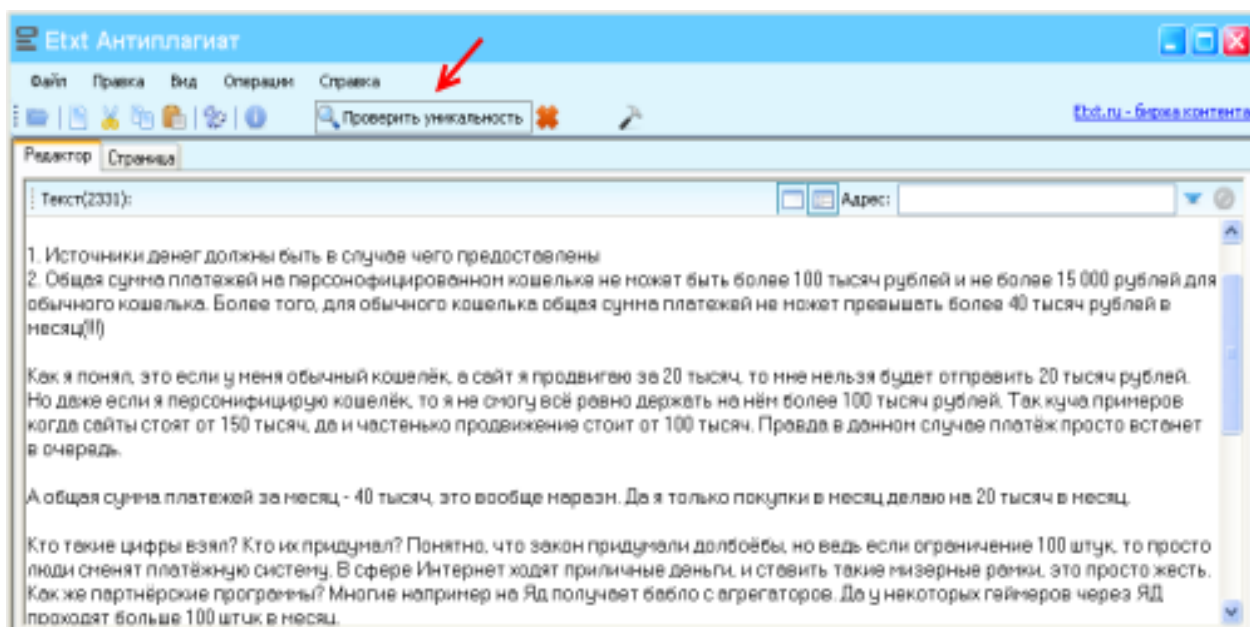 Etxt Антиплагиат
Файл Правка Вид Операции Справка
Проверить уникальность
Etxt.ru - биржа контента
Редактор Страница
Текст(2331):
Адрес:
1. Источники денег должны быть в случае чего предоставлены
2. Общая сумма платежей на персонофицированном кошельке не может быть более 100 тысяч рублей и не более 15 000 рублей для
обычного кошелька. Более того, для обычного кошелька общая сумма платежей не может превышать более 40 тысяч рублей в
месяц(!!!)
Как я понял, это если у меня обычный кошелёк, а сайт я продвигаю за 20 тысяч, то мне нельзя будет отправить 20 тысяч рублей.
Но даже если я персонифицирую кошелёк, то я не смогу всё равно держать на нём более 100 тысяч рублей. Так куча примеров
когда сайты стоят от 150 тысяч, да и частенько продвижение стоит от 100 тысяч. Правда в данном случае платёж просто встанет
в очередь.
А общая сумма платежей за месяц - 40 тысяч, это вообще маразм. Да я только покупки в месяц делаю на 20 тысяч в месяц.
Кто такие цифры взял? Кто их придумал? Понятно, что закон придумали долбоёбы, но ведь если ограничение 100 штук, то просто
люди сменят платёжную систему. В сфере Интернет ходят приличные деньги, и ставить такие мизерные рамки, это просто жесть.
Как же партнёрские программы? Многие например на Яд получает бабло с агрегаторов. Да у некоторых геймеров через ЯД
проходят больше 100 штук в месяц.